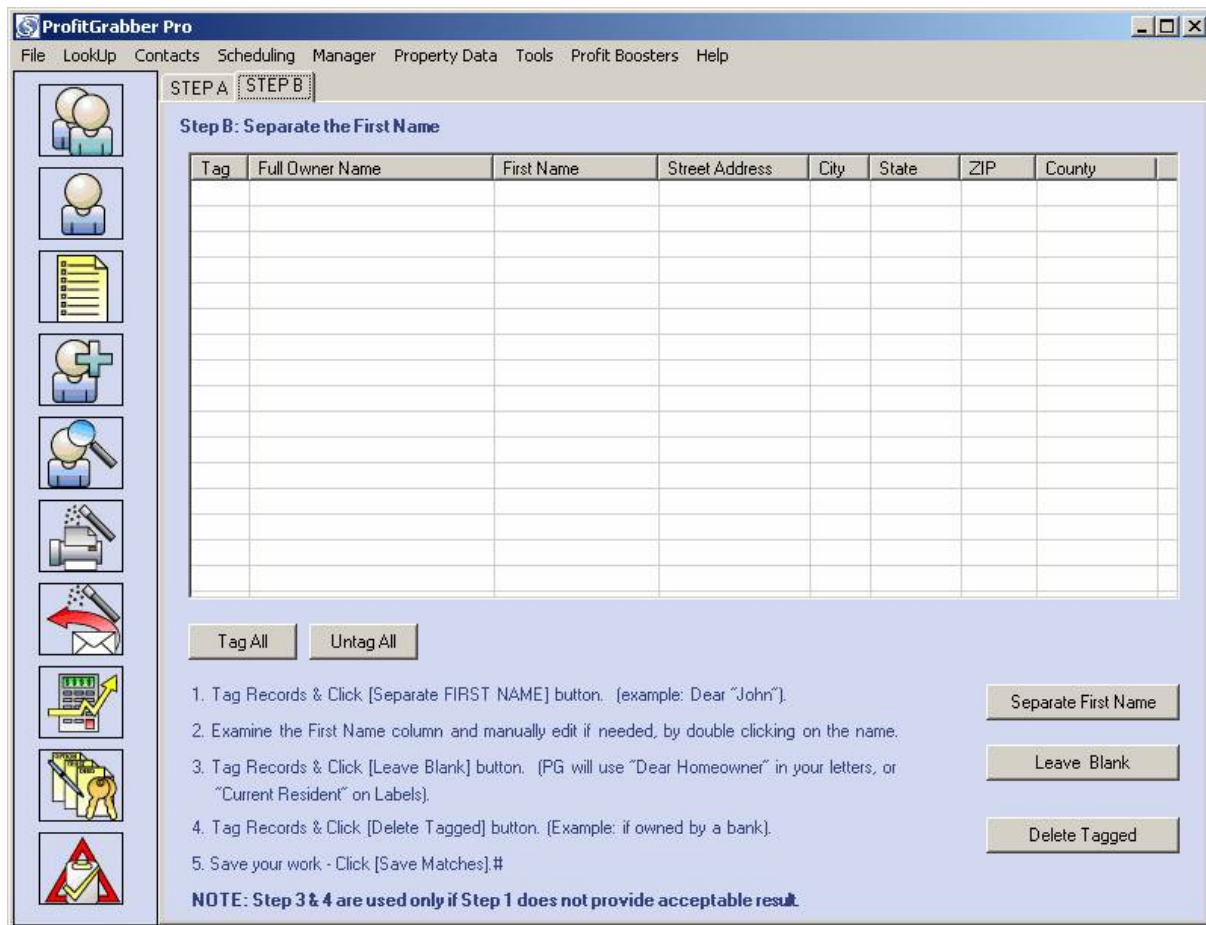 ProfitGrabber Pro
File LookUp Contacts Scheduling Manager Property Data Tools Profit Boosters Help
STEP A STEP B
Step B: Separate the First Name
Tag Full Owner Name First Name Street Address City State ZIP County
Tag All Untag All
1. Tag Records & Click [Separate FIRST NAME] button. (example: Dear "John").
Separate First Name
2. Examine the First Name column and manually edit if needed, by double clicking on the name.
3. Tag Records & Click [Leave Blank] button. (PG will use "Dear Homeowner" in your letters, or
"Current Resident" on Labels).
Leave Blank
4. Tag Records & Click [Delete Tagged] button. (Example: if owned by a bank).
Delete Tagged
5. Save your work - Click [Save Matches].#
NOTE: Step 3 & 4 are used only if Step 1 does not provide acceptable result.